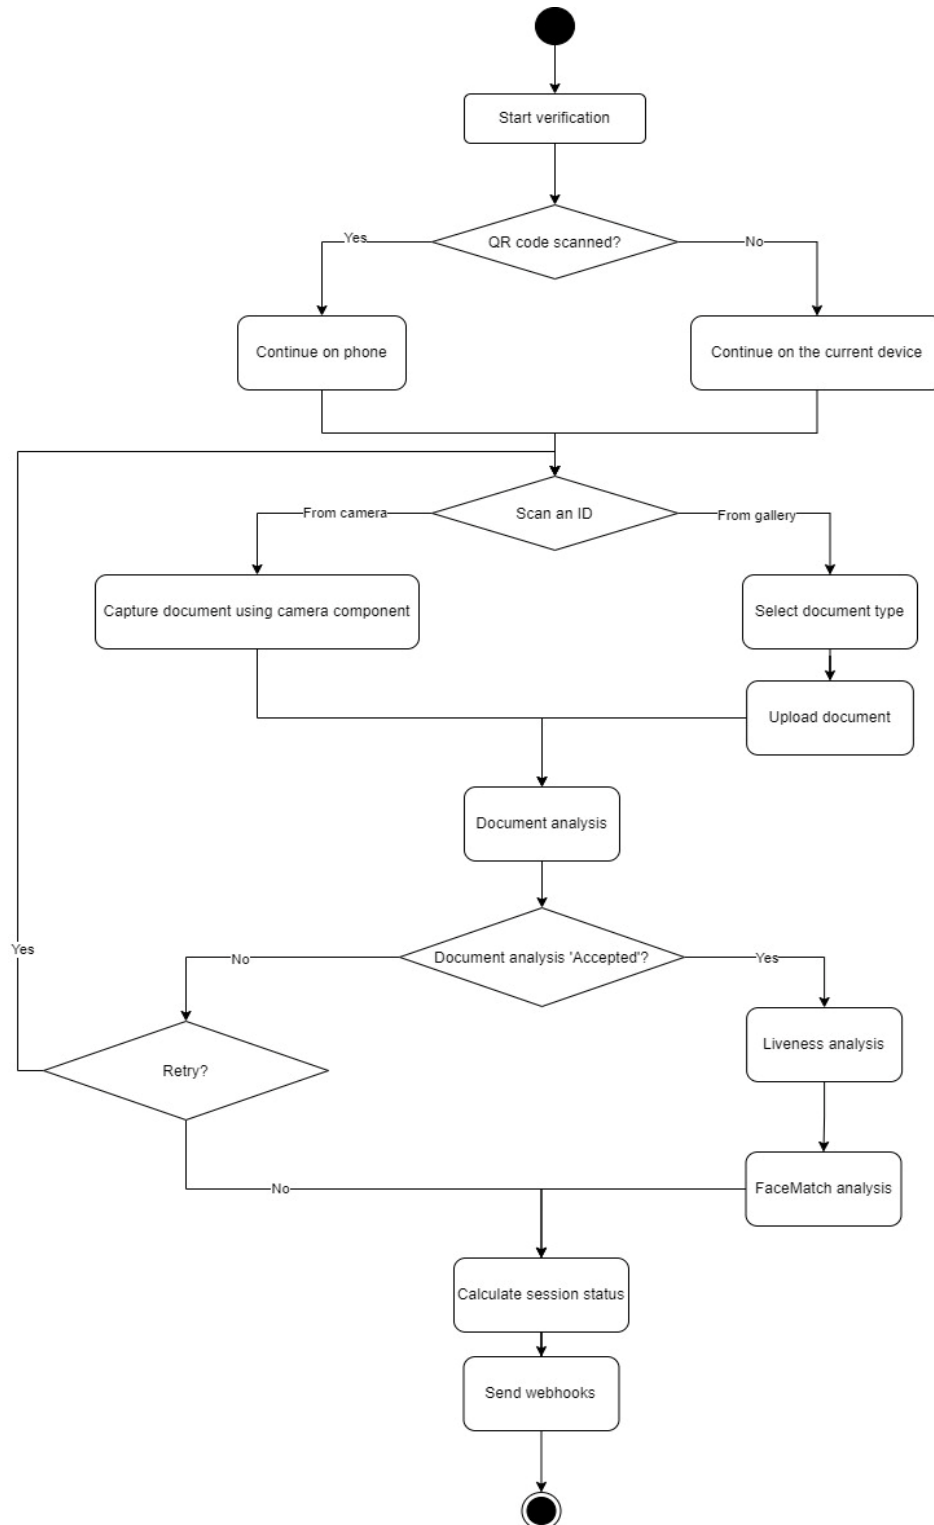 Start verification
QR code scanned?
Yes
No
Continue on phone
Continue on the current device
Scan an ID
From camera
From gallery
Capture document using camera component
Select document type
Upload document
Document analysis
Document analysis 'Accepted'?
No
Yes
Yes
Retry?
Liveness analysis
No
FaceMatch analysis
Calculate session status
Send webhooks